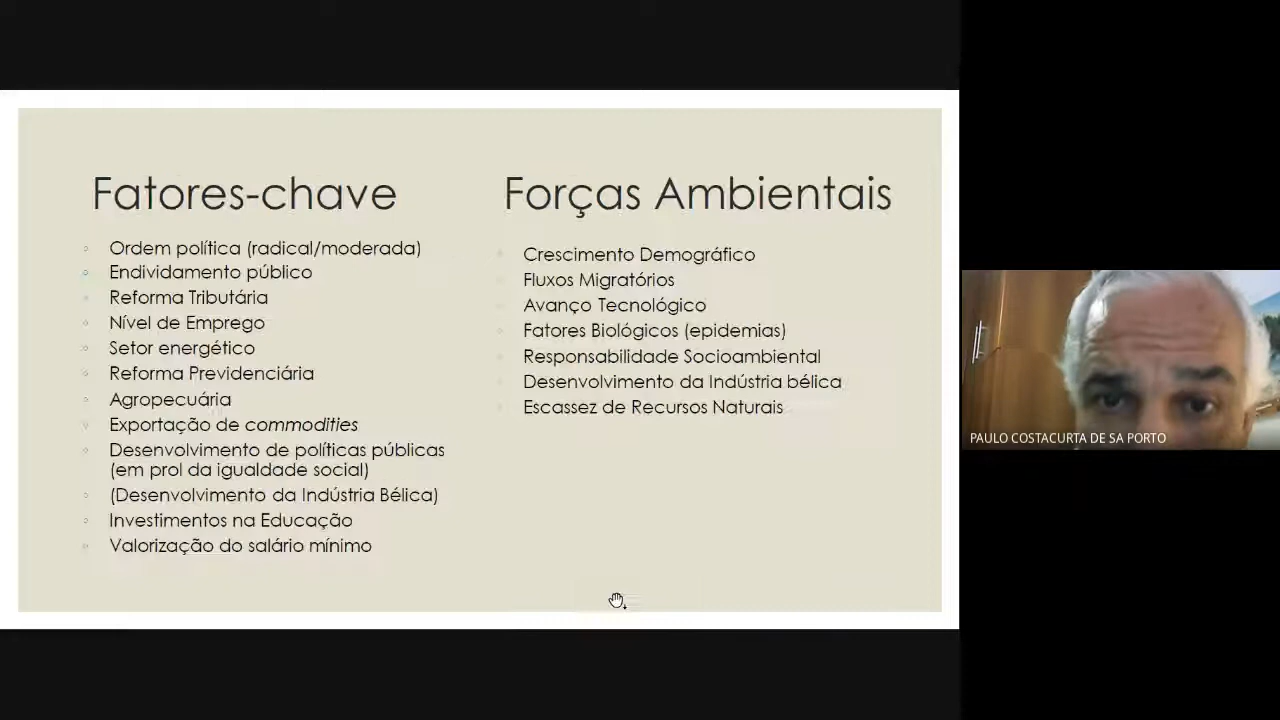 Fatores-chave
Ordem política (radical/moderada)
Endividamento público
Reforma Tributária
Nível de Emprego
Setor energético
Reforma Previdenciária
Agropecuária
Exportação de commodities
Desenvolvimento de políticas públicas
(em prol da igualdade social)
(Desenvolvimento da Indústria Bélica)
Investimentos na Educação
Valorização do salário mínimo
Forças Ambientais
Crescimento Demográfico
Fluxos Migratórios
Avanço Tecnológico
Fatores Biológicos (epidemias)
Responsabilidade Socioambiental
Desenvolvimento da Indústria bélica
Escassez de Recursos Naturais
PAULO COSTACURTA DE SA PORTO